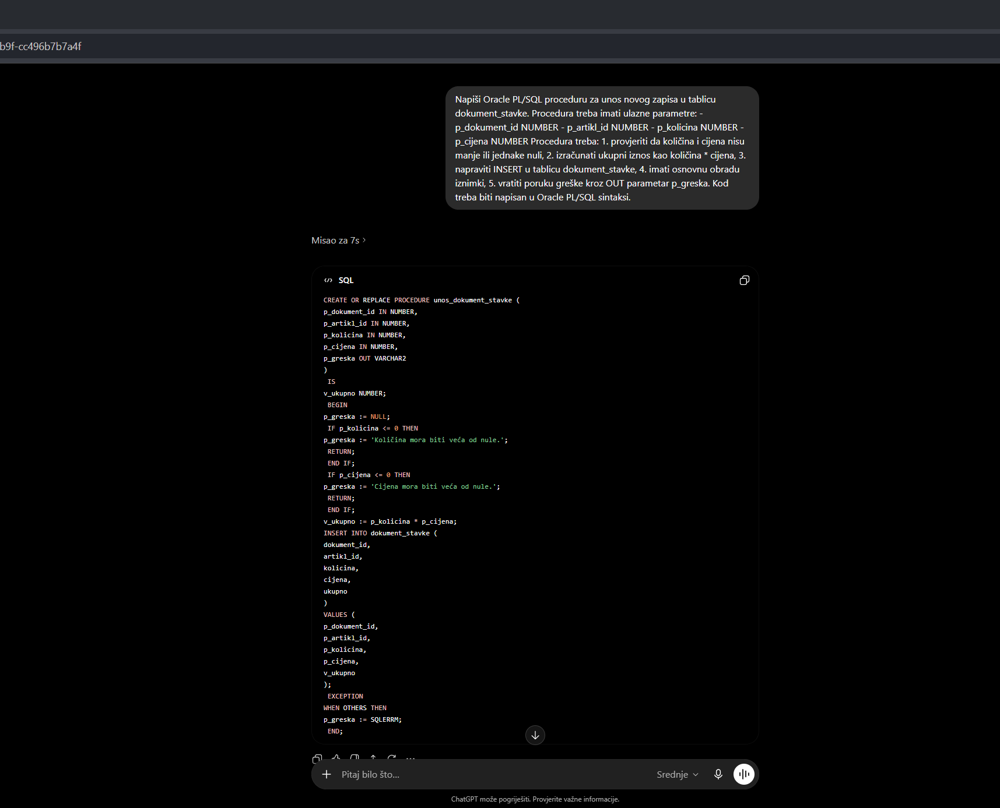 b9f-cc496b7b7a4f
Napiši Oracle PL/SQL proceduru za unos novog zapisa u tablicu
dokument_stavke. Procedura treba imati ulazne parametre: -
p_dokument_id NUMBER - p_artikl_id NUMBER - p_kolicina NUMBER -
p_cijena NUMBER Procedura treba: 1. provjeriti da količina i cijena nisu
manje ili jednake nuli, 2. izračunati ukupni iznos kao količina * cijena, 3.
napraviti INSERT u tablicu dokument_stavke, 4. imati osnovnu obradu
iznimki, 5. vratiti poruku greške kroz OUT parametar p_greska. Kod
treba biti napisan u Oracle PL/SQL sintaksi.
Misao za 7s
SQL
CREATE OR REPLACE PROCEDURE unos_dokument_stavke (
p_dokument_id IN NUMBER,
p_artikl_id IN NUMBER,
p_kolicina IN NUMBER,
p_cijena IN NUMBER,
p_greska OUT VARCHAR2
)
IS
v_ukupno NUMBER;
BEGIN
p_greska := NULL;
IF p_kolicina <= 0 THEN
p_greska := 'Količina mora biti veća od nule.';
RETURN;
END IF;
IF p_cijena <= 0 THEN
p_greska := 'Cijena mora biti veća od nule.';
RETURN;
END IF;
v_ukupno := p_kolicina * p_cijena;
INSERT INTO dokument_stavke (
dokument_id,
artikl_id,
kolicina,
cijena,
ukupno
)
VALUES (
p_dokument_id,
p_artikl_id,
p_kolicina,
p_cijena,
v_ukupno
);
EXCEPTION
WHEN OTHERS THEN
p_greska := SQLERRM;
END;
Pitaj bilo što...
Srednje
ChatGPT može pogriješiti. Provjerite važne informacije.